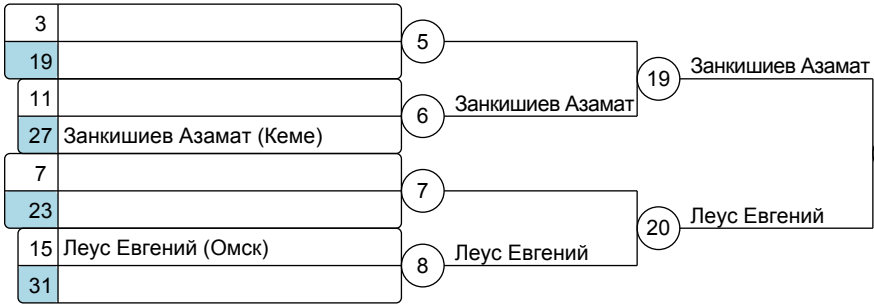 3
5
19
19 Занкишиев Азамат
11
6 Занкишиев Азамат
27 Занкишиев Азамат (Кеме)
7
7
23
20 Леус Евгений
15 Леус Евгений (Омск)
8 Леус Евгений
31